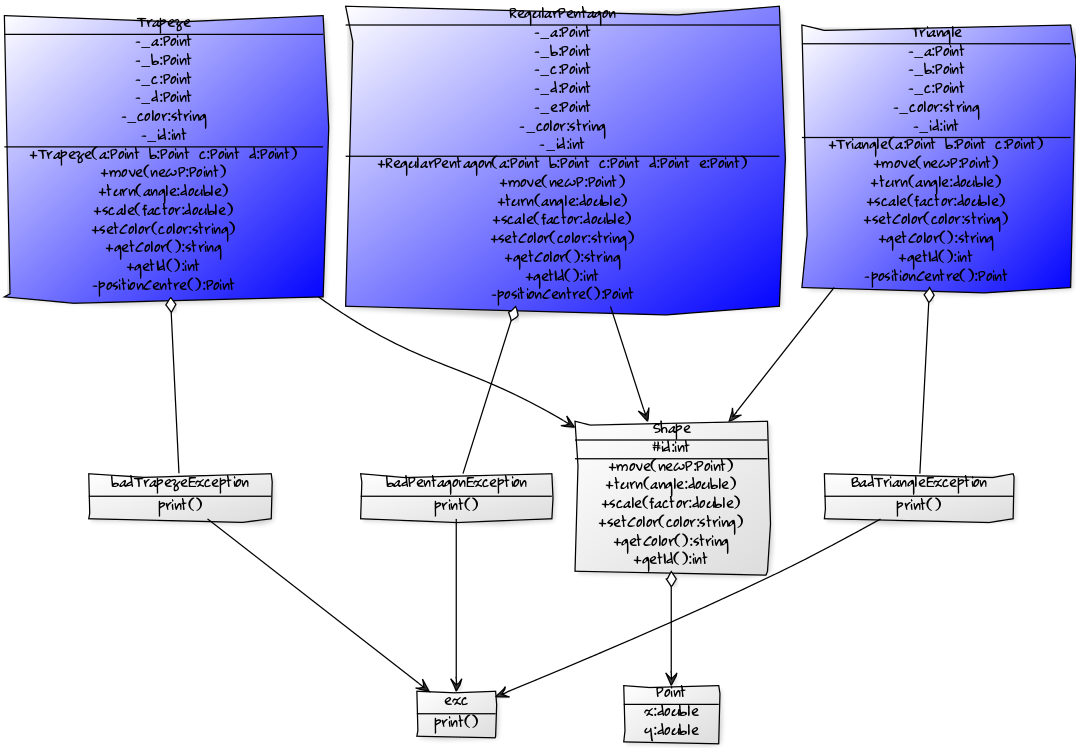 Trapeze
-_a:Point
-_b:Point
-_c:Point
-_d:Point
-_color:string
-_id:int
+Trapeze(a:Point b:Point c:Point d:Point)
+move(newP:Point)
+turn(angle:double)
+scale(factor:double)
+setColor(color:string)
+getColor():string
+getId():int
-positionCentre():Point
RegularPentagon
-_a:Point
-_b:Point
-_c:Point
-_d:Point
-_e:Point
-_color:string
-_id:int
+RegularPentagon(a:Point b:Point c:Point d:Point e:Point)
+move(newP:Point)
+turn(angle:double)
+scale(factor:double)
+setColor(color:string)
+getColor():string
+getId():int
-positionCentre():Point
Triangle
-_a:Point
-_b:Point
-_c:Point
-_color:string
-_id:int
+Triangle(a:Point b:Point c:Point)
+move(newP:Point)
+turn(angle:double)
+scale(factor:double)
+setColor(color:string)
+getColor():string
+getId():int
-positionCentre():Point
Shape
#id:int
+move(newP:Point)
+turn(angle:double)
+scale(factor:double)
+setColor(color:string)
+getColor():string
+getId():int
badTrapezeException
print()
badPentagonException
print()
BadTriangleException
print()
exc
print()
Point
x:double
y:double